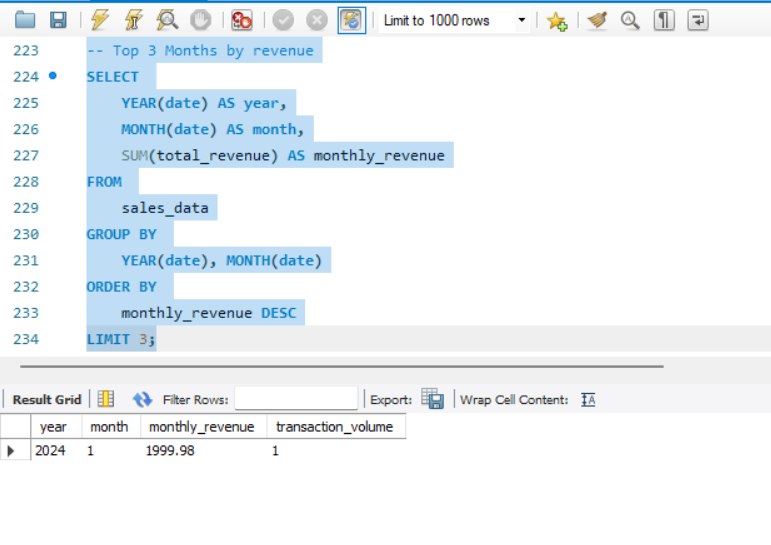 Limit to 1000 rows
223 -- Top 3 Months by revenue
224 SELECT
225 YEAR(date) AS year,
226 MONTH(date) AS month,
227 SUM(total_revenue) AS monthly_revenue
228 FROM
229 sales_data
230 GROUP BY
231 YEAR(date), MONTH(date)
232 ORDER BY
233 monthly_revenue DESC
234 LIMIT 3;
Result Grid Filter Rows: Export: Wrap Cell Content: IA
year month monthly_revenue transaction_volume
2024 1 1999.98 1